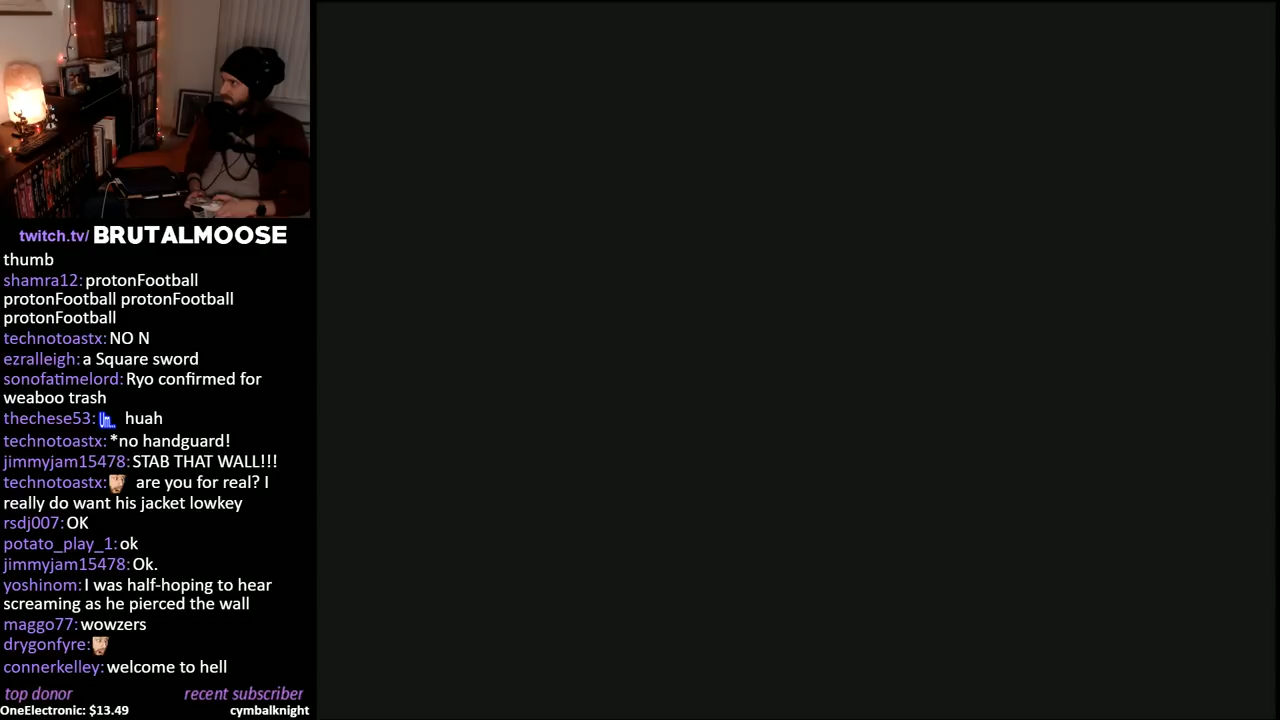 twitch.tv/ BRUTALMOOSE
thumb
shamra12: protonFootball
protonFootball protonFootball
protonFootball
technotoastx: NO N
ezralleigh: a Square sword
sonofatimelord: Ryo confirmed for
weaboo trash
thechese53: Um... huah
technotoastx: *no handguard!
jimmyjam15478: STAB THAT WALL!!!
technotoastx: are you for real? I
really do want his jacket lowkey
rsdj007: OK
potato_play_1: ok
jimmyjam15478: Ok.
yoshinom: I was half-hoping to hear
screaming as he pierced the wall
maggo77: wowzers
drygonfyre:
connerkelley: welcome to hell
top donor recent subscriber
OneElectronic: $13.49 cymbalknight